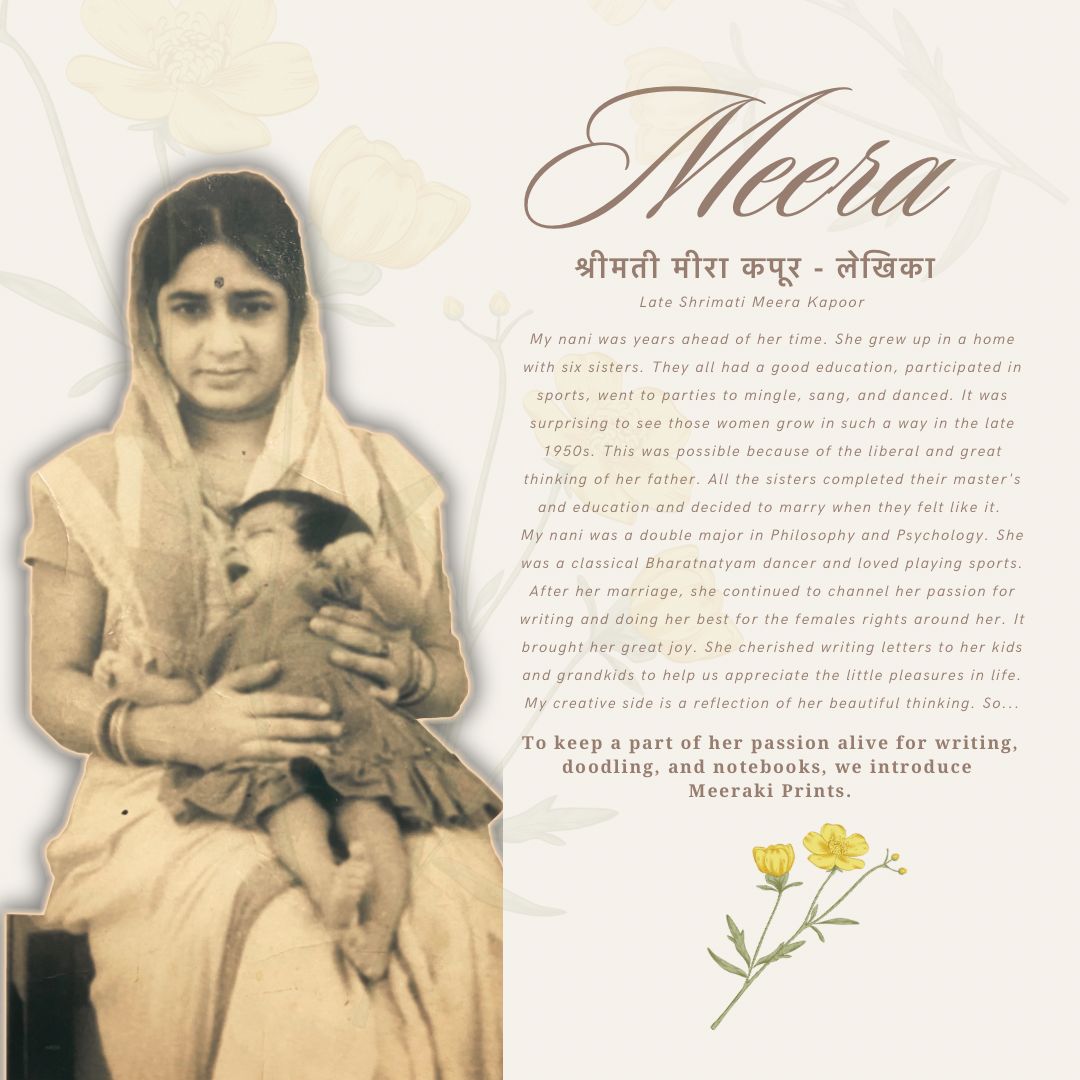 Meera
श्रीमती मीरा कपूर - लेखिका
Late Shrimati Meera Kapoor
My nani was years ahead of her time. She grew up in a home
with six sisters. They all had a good education, participated in
sports, went to parties to mingle, sang, and danced. It was
surprising to see those women grow in such a way in the late
1950s. This was possible because of the liberal and great
thinking of her father. All the sisters completed their master's
and education and decided to marry when they felt like it.
My nani was a double major in Philosophy and Psychology. She
was a classical Bharatnatyam dancer and loved playing sports.
After her marriage, she continued to channel her passion for
writing and doing her best for the females rights around her. It
brought her great joy. She cherished writing letters to her kids
and grandkids to help us appreciate the little pleasures in life.
My creative side is a reflection of her beautiful thinking. So...
To keep a part of her passion alive for writing,
doodling, and notebooks, we introduce
Meeraki Prints.